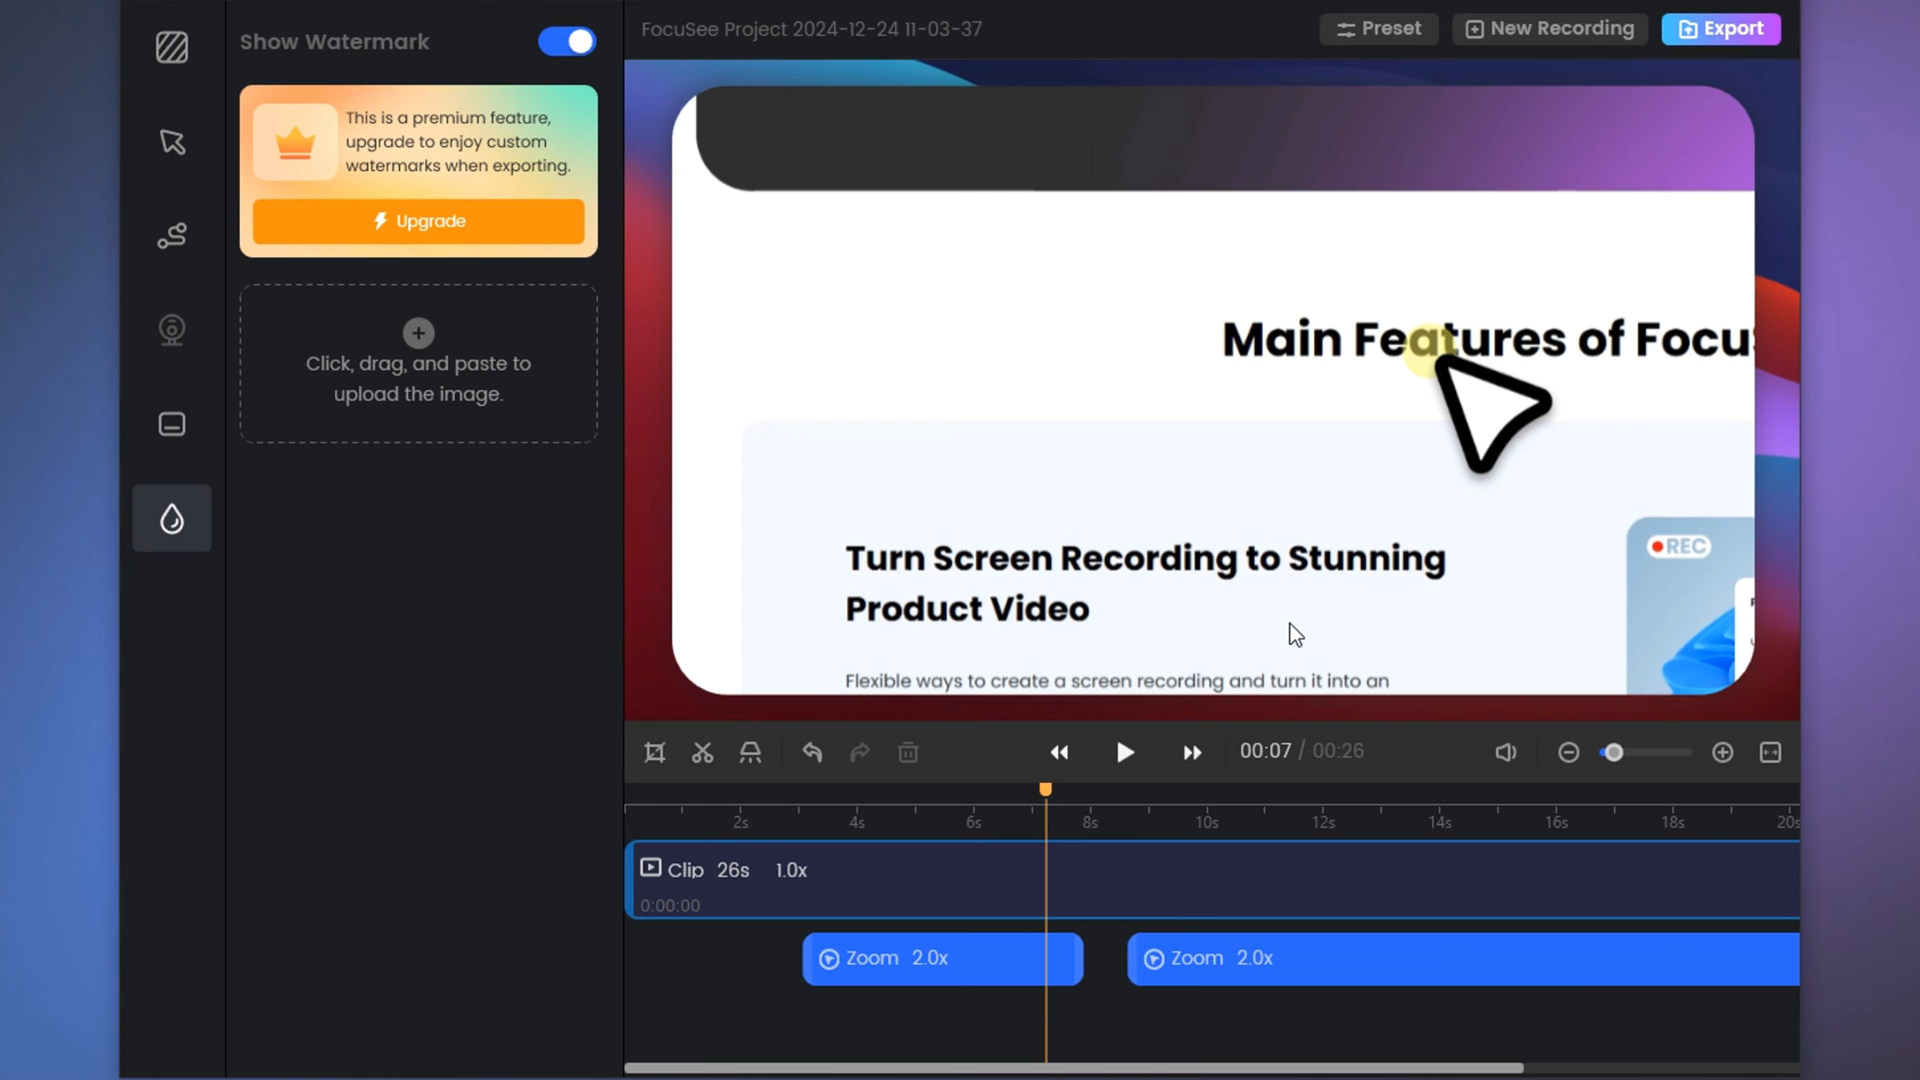 Show Watermark
FocuSee Project 2024-12-24 11-03-37
Preset
New Recording
Export
This is a premium feature,
upgrade to enjoy custom
watermarks when exporting.
Upgrade
Click, drag, and paste to
upload the image.
Main Features of Focu
REC
Turn Screen Recording to Stunning
Product Video
Flexible ways to create a screen recording and turn it into an
00:07 / 00:26
2s 4s 6s 8s 10s 12s 14s 16s 18s 20s
Clip 26s 1.0x
0:00:00
Zoom 2.0x
Zoom 2.0x